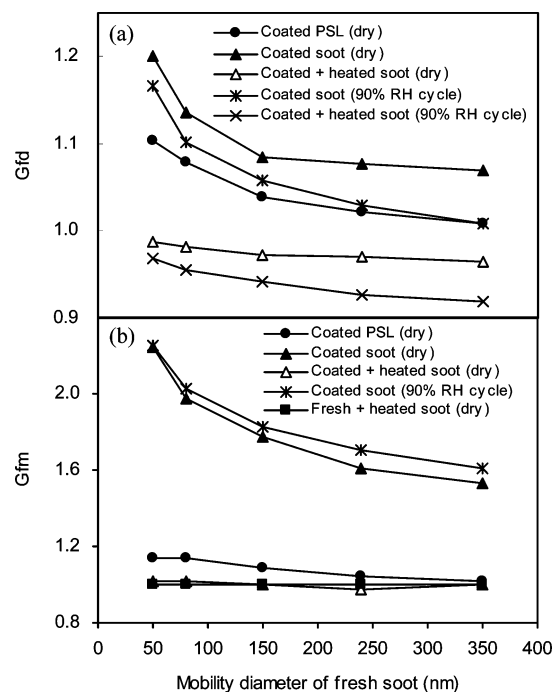 (a)
Coated PSL (dry)
Coated soot (dry)
Coated + heated soot (dry)
Coated soot (90% RH cycle)
Coated + heated soot (90% RH cycle)
1.2
1.1
1.0
0.9
Gfd
(b)
Coated PSL (dry)
Coated soot (dry)
Coated + heated soot (dry)
Coated soot (90% RH cycle)
Fresh + heated soot (dry)
2.0
1.6
1.2
0.8
Gfm
0 50 100 150 200 250 300 350 400
Mobility diameter of fresh soot (nm)